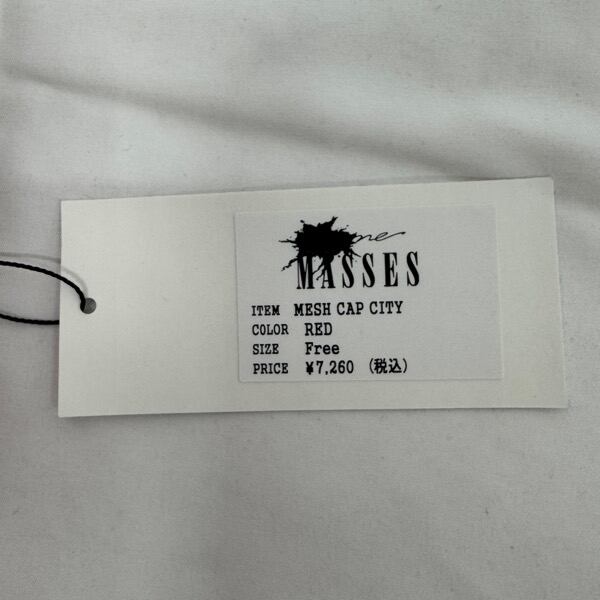 MASSES
ITEM MESH CAP CITY
COLOR RED
SIZE Free
PRICE ¥7,260 (税込)